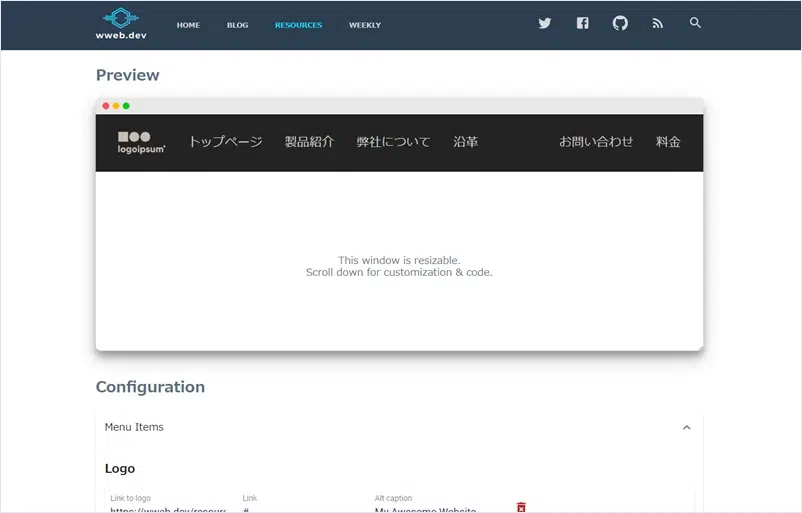 wweb.dev
HOME BLOG RESOURCES WEEKLY
Preview
logoipsum®
トップページ 製品紹介 弊社について 沿革 お問い合わせ 料金
This window is resizable.
Scroll down for customization & code.
Configuration
Menu Items
Logo
Link to logo Link Alt caption
https://wweb.dev/resour # My Awesome Website